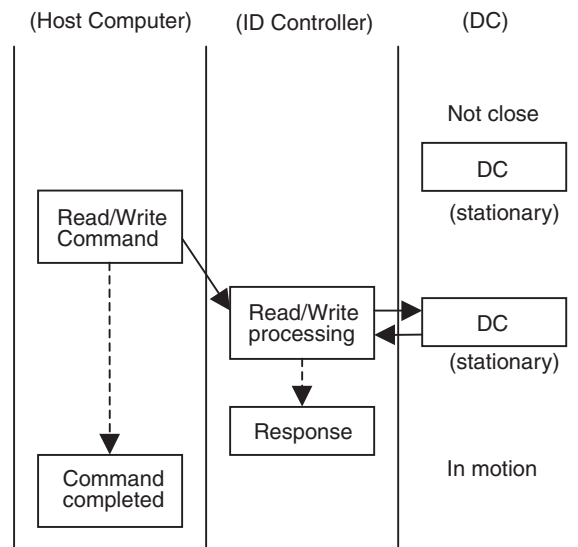 (Host Computer) (ID Controller) (DC)
Not close
DC
(stationary)
Read/Write
Command
Read/Write
processing
DC
(stationary)
Response
Command
completed
In motion